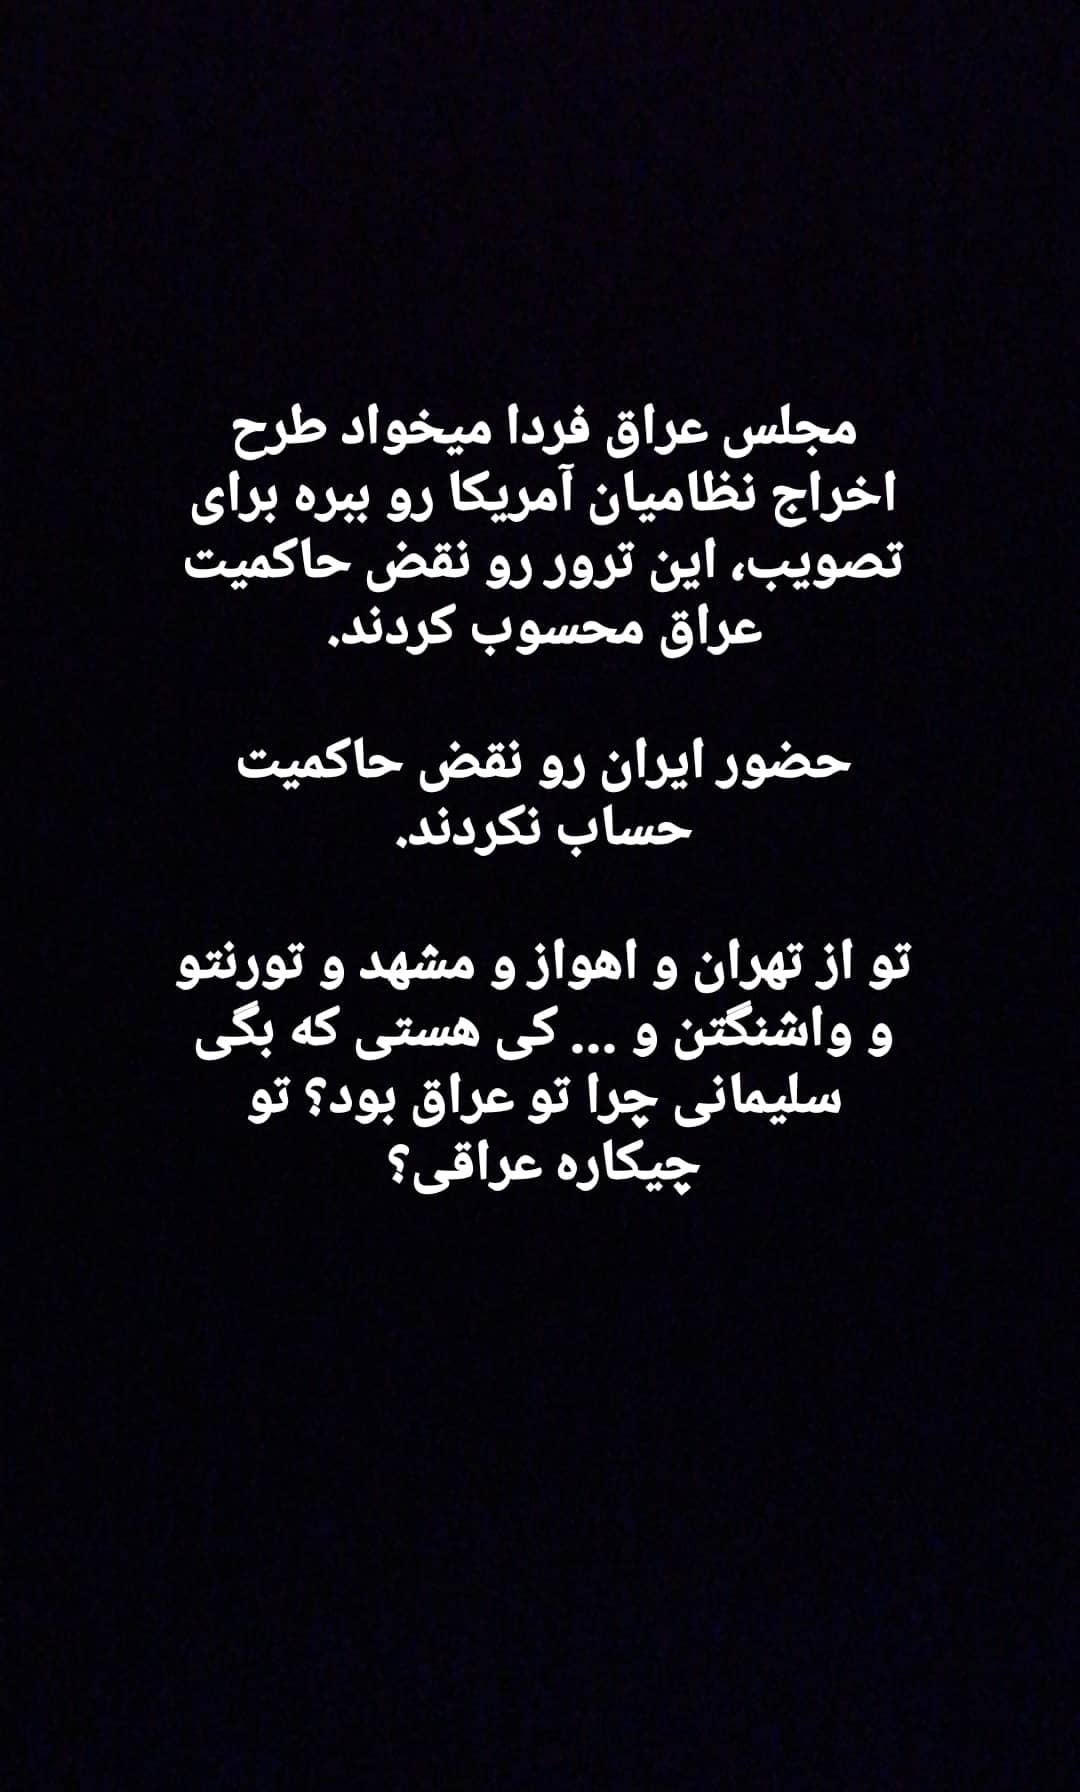 مجلس عراق فردا میخواد طرح
اخراج نظامیان آمریکا رو ببره برای
تصویب، این ترور رو نقض حاکمیت
عراق محسوب کردند.
حضور ایران رو نقض حاکمیت
حساب نکردند.
تو از تهران و اهواز و مشهد و تورنتو
و واشنگتن و ... کی هستی که بگی
سلیمانی چرا تو عراق بود؟ تو
چیکاره عراقی؟